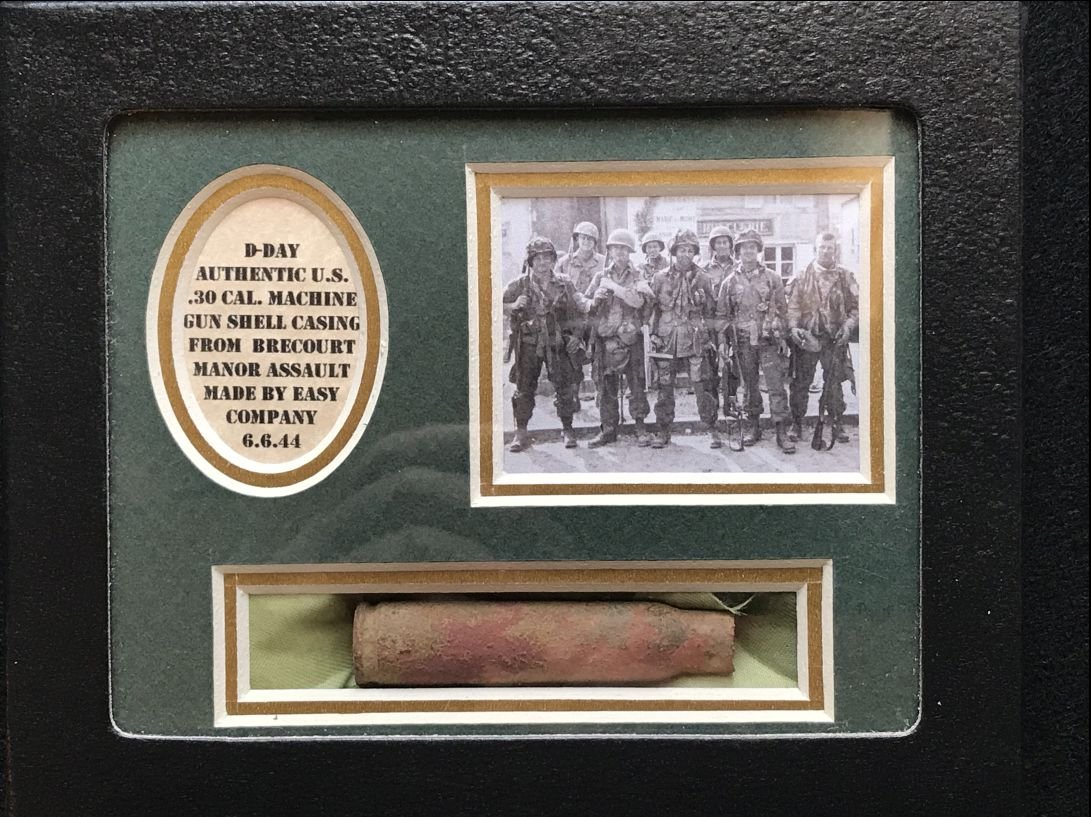 D-DAY
AUTHENTIC U.S.
.30 CAL. MACHINE
GUN SHELL CASING
FROM BRECOURT
MANOR ASSAULT
MADE BY EASY
COMPANY
6.6.44